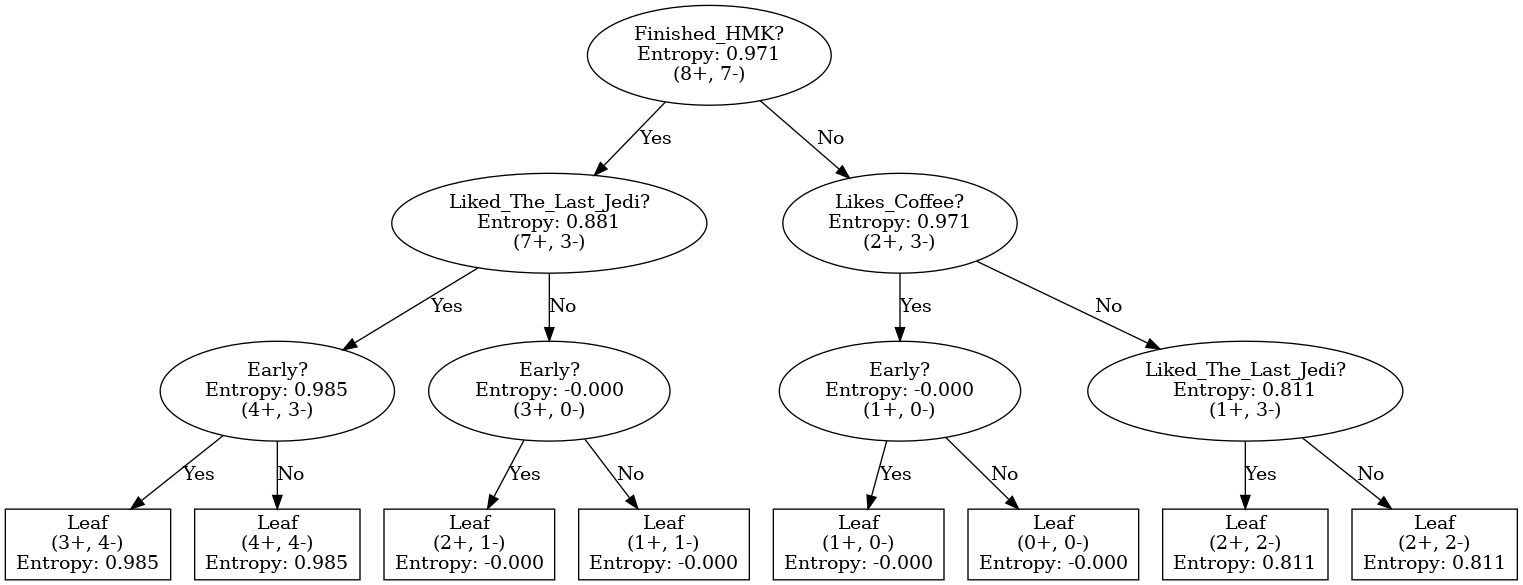 Finished_HMK?
Entropy: 0.971
(8+, 7-)
Yes
No
Liked_The_Last_Jedi?
Entropy: 0.881
(7+, 3-)
Likes_Coffee?
Entropy: 0.971
(2+, 3-)
Yes
No
Yes
No
Early?
Entropy: 0.985
(4+, 3-)
Early?
Entropy: -0.000
(3+, 0-)
Early?
Entropy: -0.000
(1+, 0-)
Liked_The_Last_Jedi?
Entropy: 0.811
(1+, 3-)
Yes
No
Yes
No
Yes
No
Yes
No
Leaf
(3+, 4-)
Entropy: 0.985
Leaf
(4+, 4-)
Entropy: 0.985
Leaf
(2+, 1-)
Entropy: -0.000
Leaf
(1+, 1-)
Entropy: -0.000
Leaf
(1+, 0-)
Entropy: -0.000
Leaf
(0+, 0-)
Entropy: -0.000
Leaf
(2+, 2-)
Entropy: 0.811
Leaf
(2+, 2-)
Entropy: 0.811